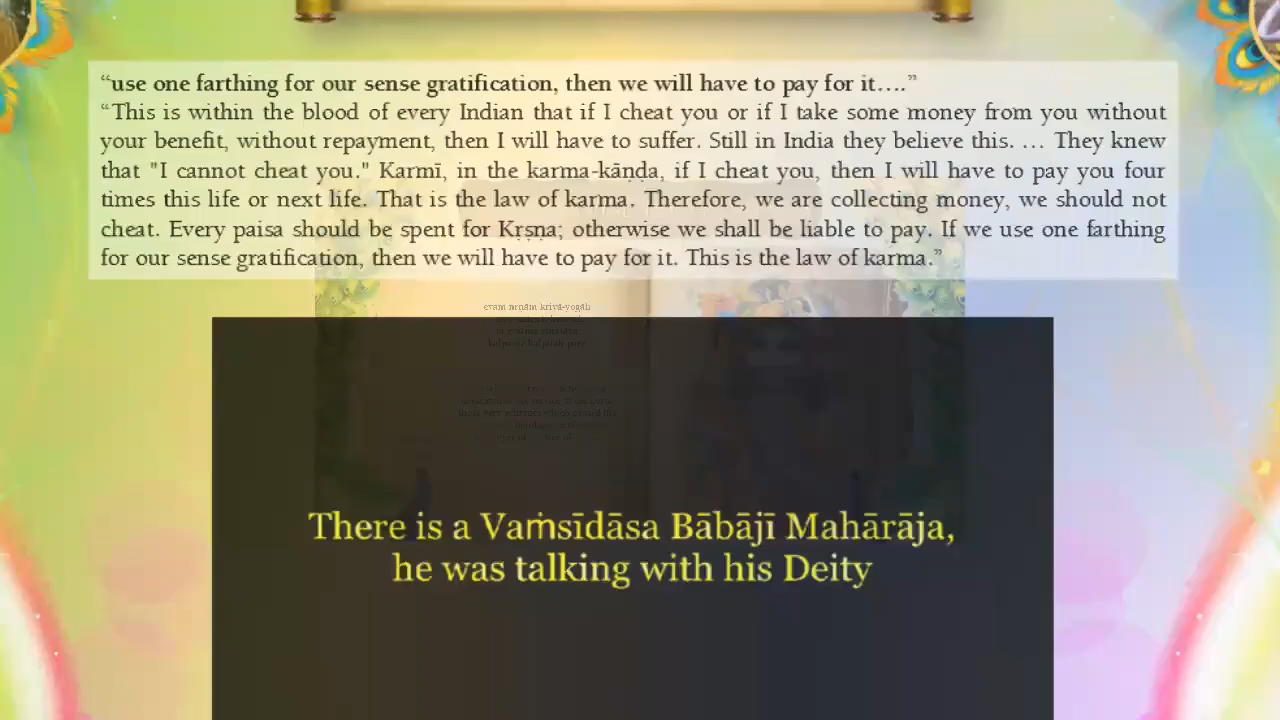 “use one farthing for our sense gratification, then we will have to pay for it….”
“This is within the blood of every Indian that if I cheat you or if I take some money from you without
your benefit, without repayment, then I will have to suffer. Still in India they believe this. … They knew
that "I cannot cheat you." Karmī, in the karma-kāṇḍa, if I cheat you, then I will have to pay you four
times this life or next life. That is the law of karma. Therefore, we are collecting money, we should not
cheat. Every paisa should be spent for Kṛṣṇa; otherwise we shall be liable to pay. If we use one farthing
for our sense gratification, then we will have to pay for it. This is the law of karma.”
evaṁ nṛṇāṁ kriyā-yogāḥ
kalpante kalpitāḥ pare
There is a Vaṁsīdāsa Bābājī Mahārāja,
he was talking with his Deity